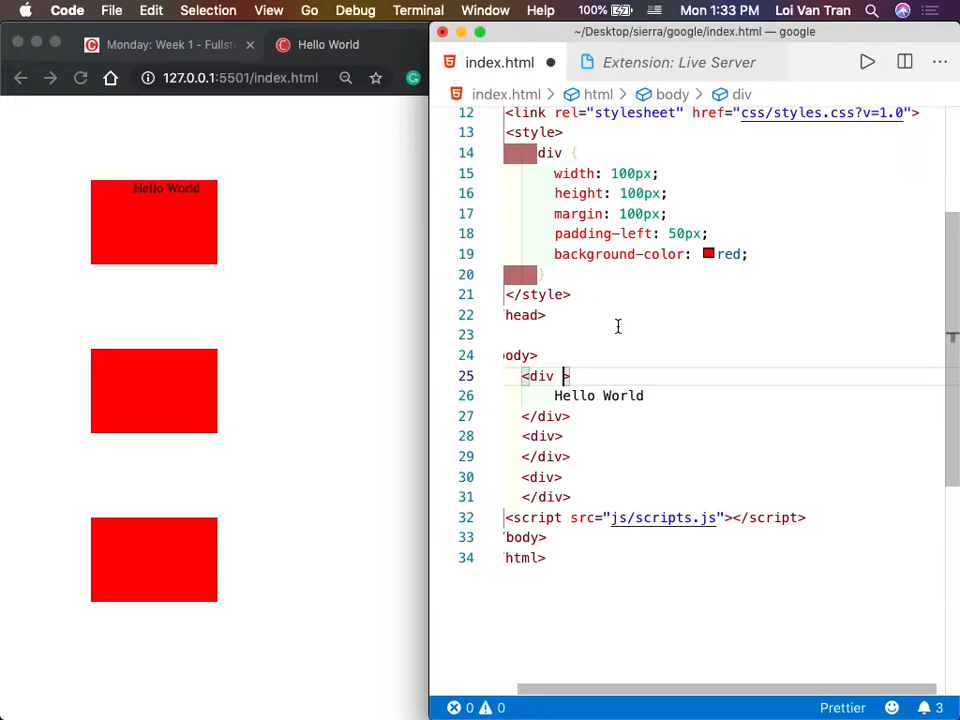 Code File Edit Selection View Go Debug Terminal Window Help 100% Mon 1:33 PM Loi Van Tran
Monday: Week 1 - Fullst × Hello World
127.0.0.1:5501/index.html
Hello World
~/Desktop/sierra/google/index.html — google
index.html ● Extension: Live Server
index.html > html > body > div
12 <link rel="stylesheet" href="css/styles.css?v=1.0">
13 <style>
14 div {
15 width: 100px;
16 height: 100px;
17 margin: 100px;
18 padding-left: 50px;
19 background-color: red;
20 }
21 </style>
22 head>
23
24 body>
25 <div >
26 Hello World
27 </div>
28 <div>
29 </div>
30 <div>
31 </div>
32 <script src="js/scripts.js"></script>
33 /body>
34 html>
0 0 Prettier 3